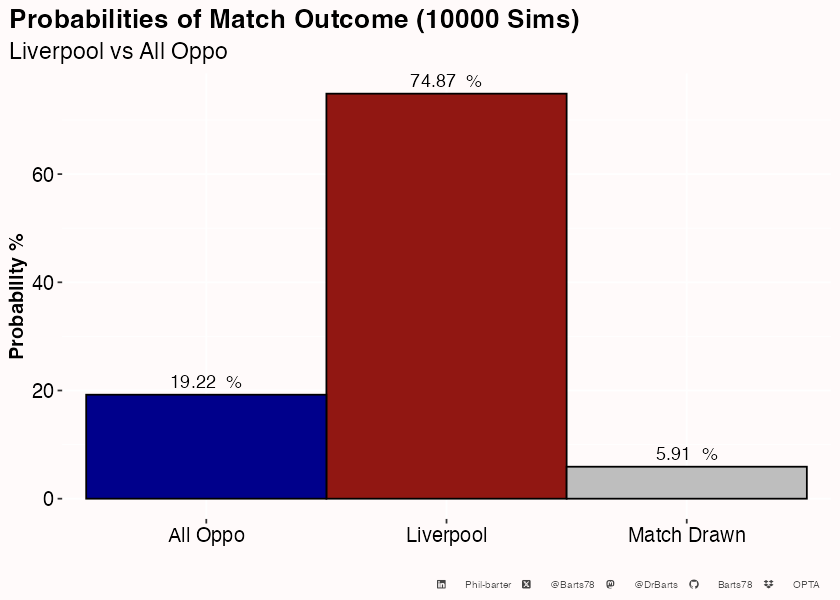 Probabilities of Match Outcome (10000 Sims)
Liverpool vs All Oppo
74.87 %
60
40
Probability %
19.22 %
20
5.91 %
0
All Oppo Liverpool Match Drawn
Phil-barter @Barts78 @DrBarts Barts78 OPTA